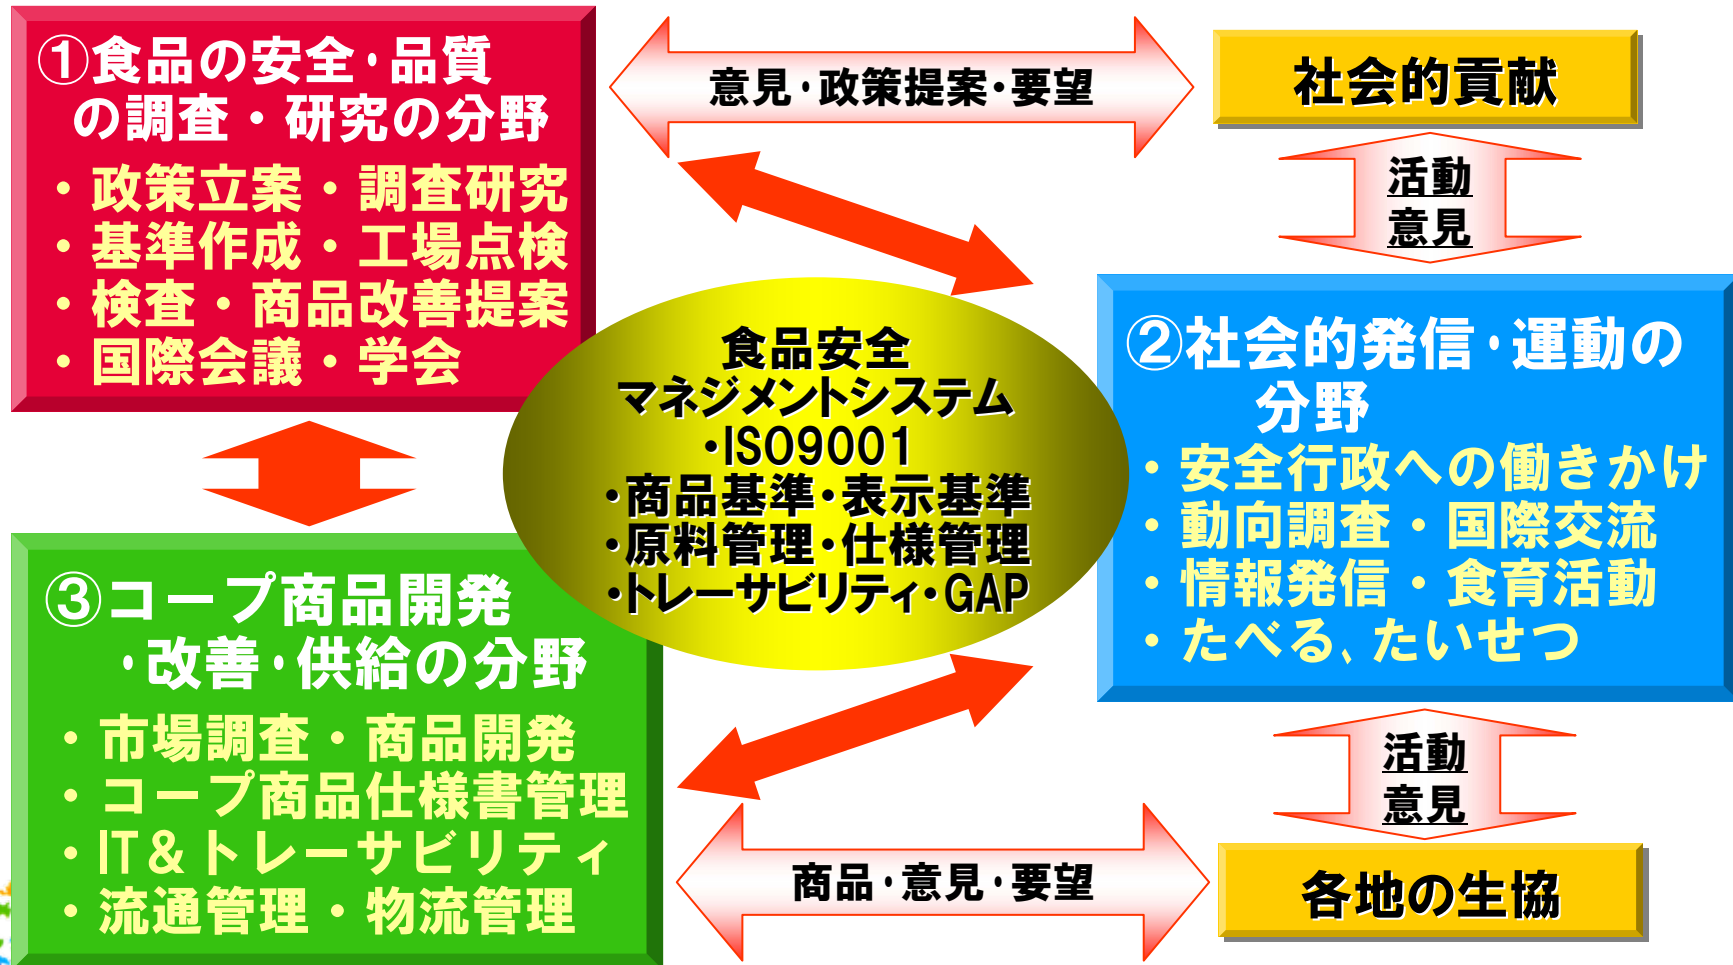 ①食品の安全・品質
の調査・研究の分野
・政策立案・調査研究
・基準作成・工場点検
・検査・商品改善提案
・国際会議・学会
意見・政策提案・要望
社会的貢献
活動
意見
食品安全
マネジメントシステム
・ISO9001
・商品基準・表示基準
・原料管理・仕様管理
・トレーサビリティ・GAP
②社会的発信・運動の
分野
・安全行政への働きかけ
・動向調査・国際交流
・情報発信・食育活動
・たべる、たいせつ
③コープ商品開発
・改善・供給の分野
・市場調査・商品開発
・コープ商品仕様書管理
・IT&トレーサビリティ
・流通管理・物流管理
活動
意見
商品・意見・要望
各地の生協